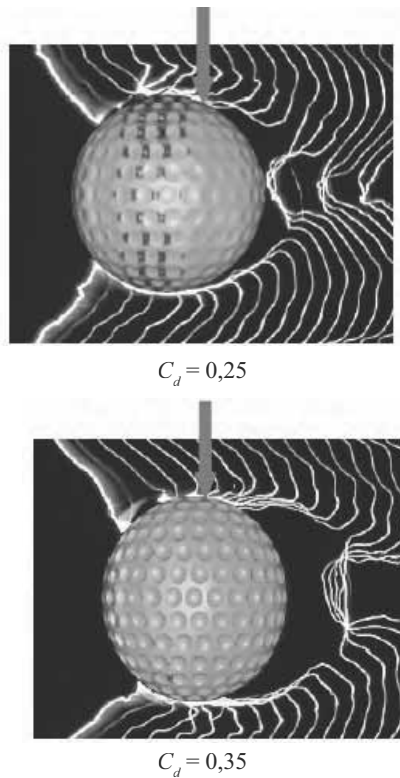 C_d = 0,25
C_d = 0,35